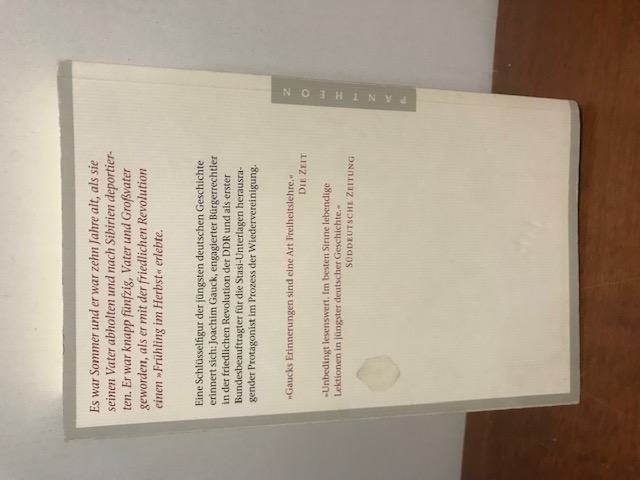 Es war Sommer und er war zehn Jahre alt, als sie
seinen Vater abholten und nach Sibirien deportier-
ten. Er war knapp fünfzig, Vater und Großvater
geworden, als er mit der friedlichen Revolution
einen »Frühling im Herbst« erlebte.
Eine Schlüsselfigur der jüngsten deutschen Geschichte
erinnert sich: Joachim Gauck, engagierter Bürgerrechtler
in der friedlichen Revolution der DDR und als erster
Bundesbeauftragter für die Stasi-Unterlagen herausra-
gender Protagonist im Prozess der Wiedervereinigung.
»Gaucks Erinnerungen sind eine Art Freiheitslehre.«
DIE ZEIT
»Unbedingt lesenswert. Im besten Sinne lebendige
Lektionen in jüngster deutscher Geschichte.«
SÜDDEUTSCHE ZEITUNG
PANTHEON